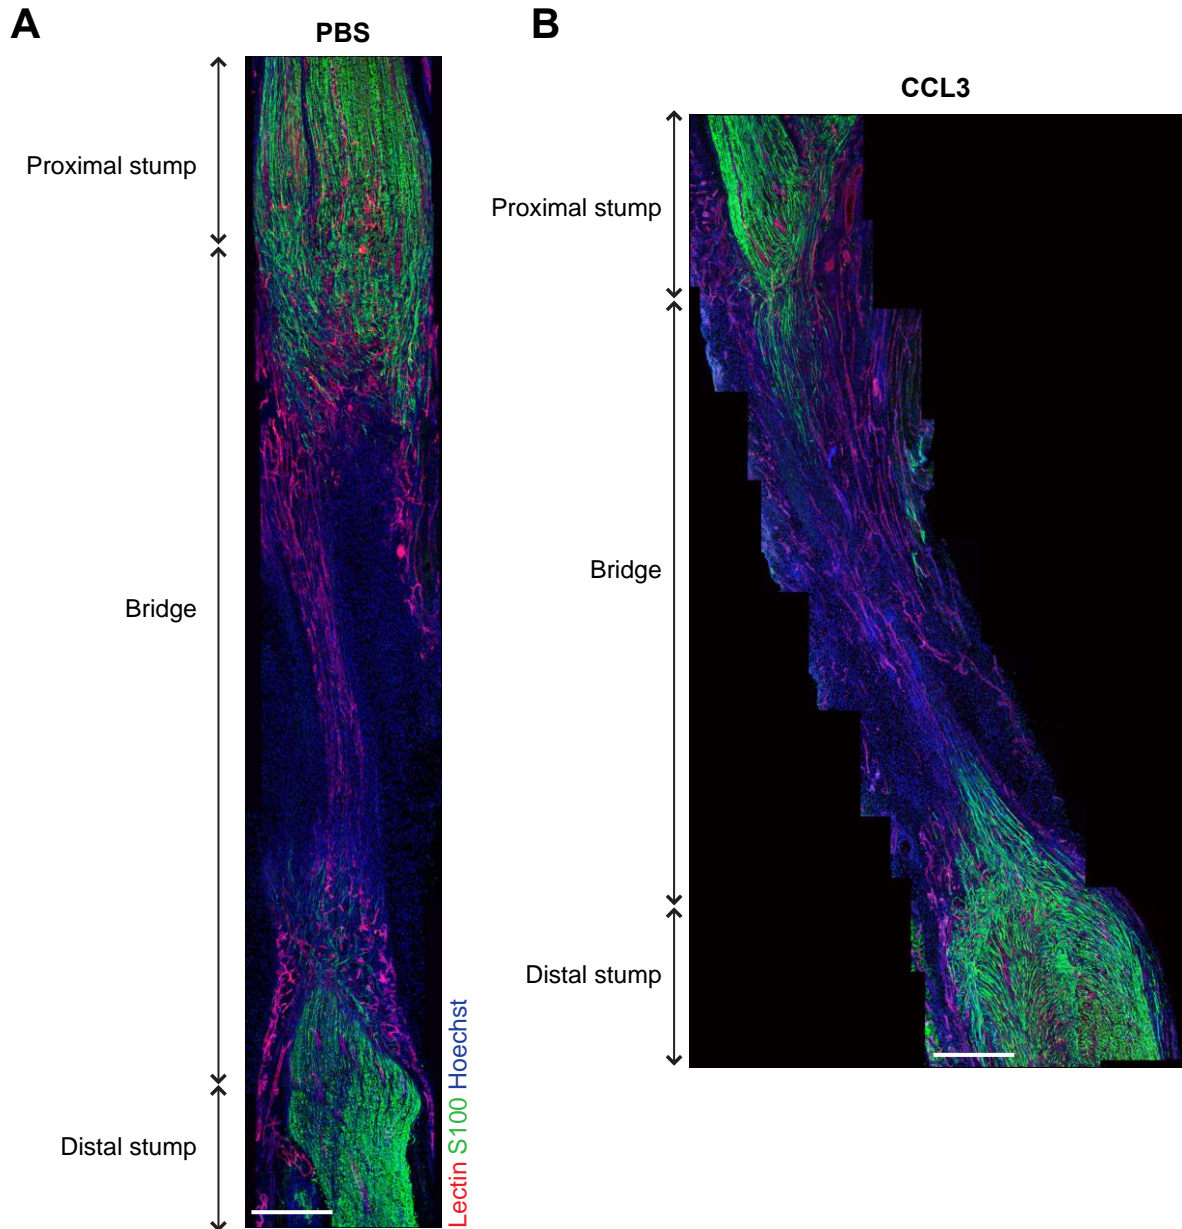 A
PBS
Proximal stump
Bridge
Distal stump
Lectin S100 Hoechst
B
CCL3
Proximal stump
Bridge
Distal stump